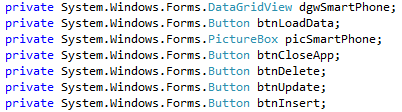 private System.Windows.Forms.DataGridView dgwSmartPhone;
private System.Windows.Forms.Button btnLoadData;
private System.Windows.Forms.PictureBox picSmartPhone;
private System.Windows.Forms.Button btnCloseApp;
private System.Windows.Forms.Button btnDelete;
private System.Windows.Forms.Button btnUpdate;
private System.Windows.Forms.Button btnInsert;